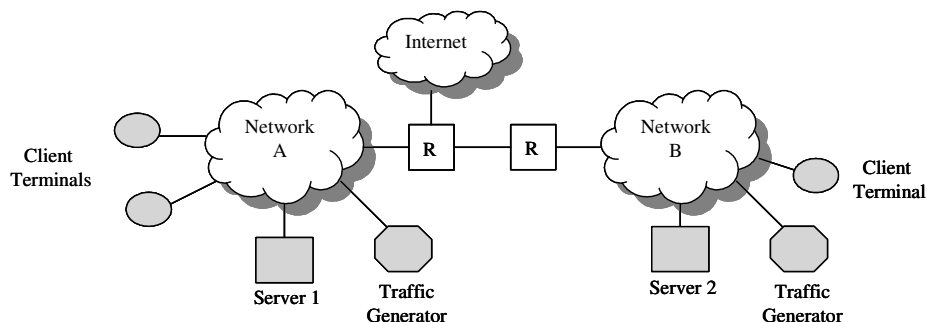 Internet
Network
A
R
R
Network
B
Client
Terminals
Client
Terminal
Server 1
Traffic
Generator
Server 2
Traffic
Generator